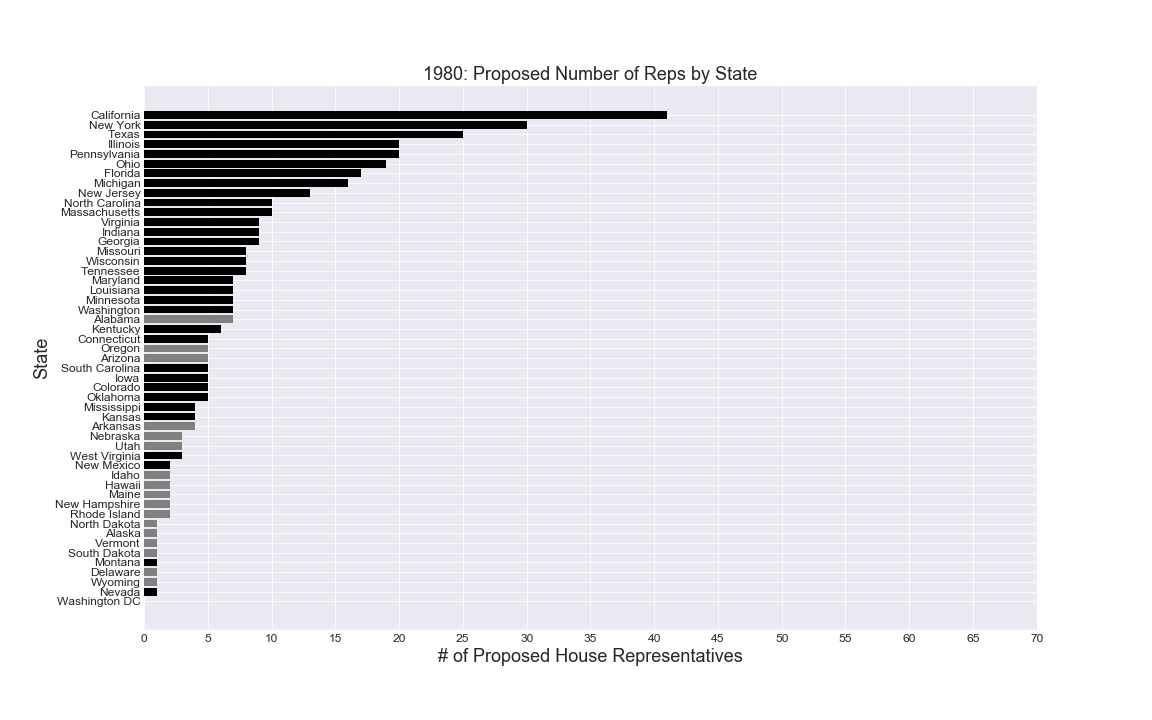 1980: Proposed Number of Reps by State
California
New York
Texas
Illinois
Pennsylvania
Ohio
Florida
Michigan
New Jersey
North Carolina
Massachusetts
Virginia
Indiana
Georgia
Missouri
Wisconsin
Tennessee
Maryland
Louisiana
Minnesota
Washington
Alabama
Kentucky
Connecticut
Oregon
Arizona
South Carolina
Iowa
Colorado
Oklahoma
Mississippi
Kansas
Arkansas
Nebraska
Utah
West Virginia
New Mexico
Idaho
Hawaii
Maine
New Hampshire
Rhode Island
North Dakota
Alaska
Vermont
South Dakota
Montana
Delaware
Wyoming
Nevada
Washington DC
State
0 5 10 15 20 25 30 35 40 45 50 55 60 65 70
# of Proposed House Representatives